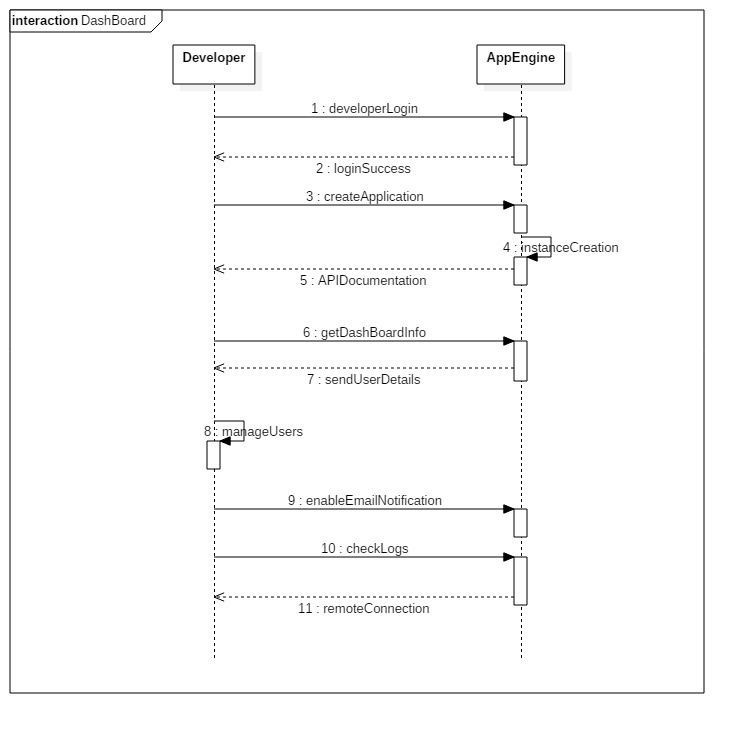 interaction DashBoard
Developer
AppEngine
1 : developerLogin
2 : loginSuccess
3 : createApplication
4 : instanceCreation
5 : APIDocumentation
6 : getDashBoardInfo
7 : sendUserDetails
8 : manageUsers
9 : enableEmailNotification
10 : checkLogs
11 : remoteConnection